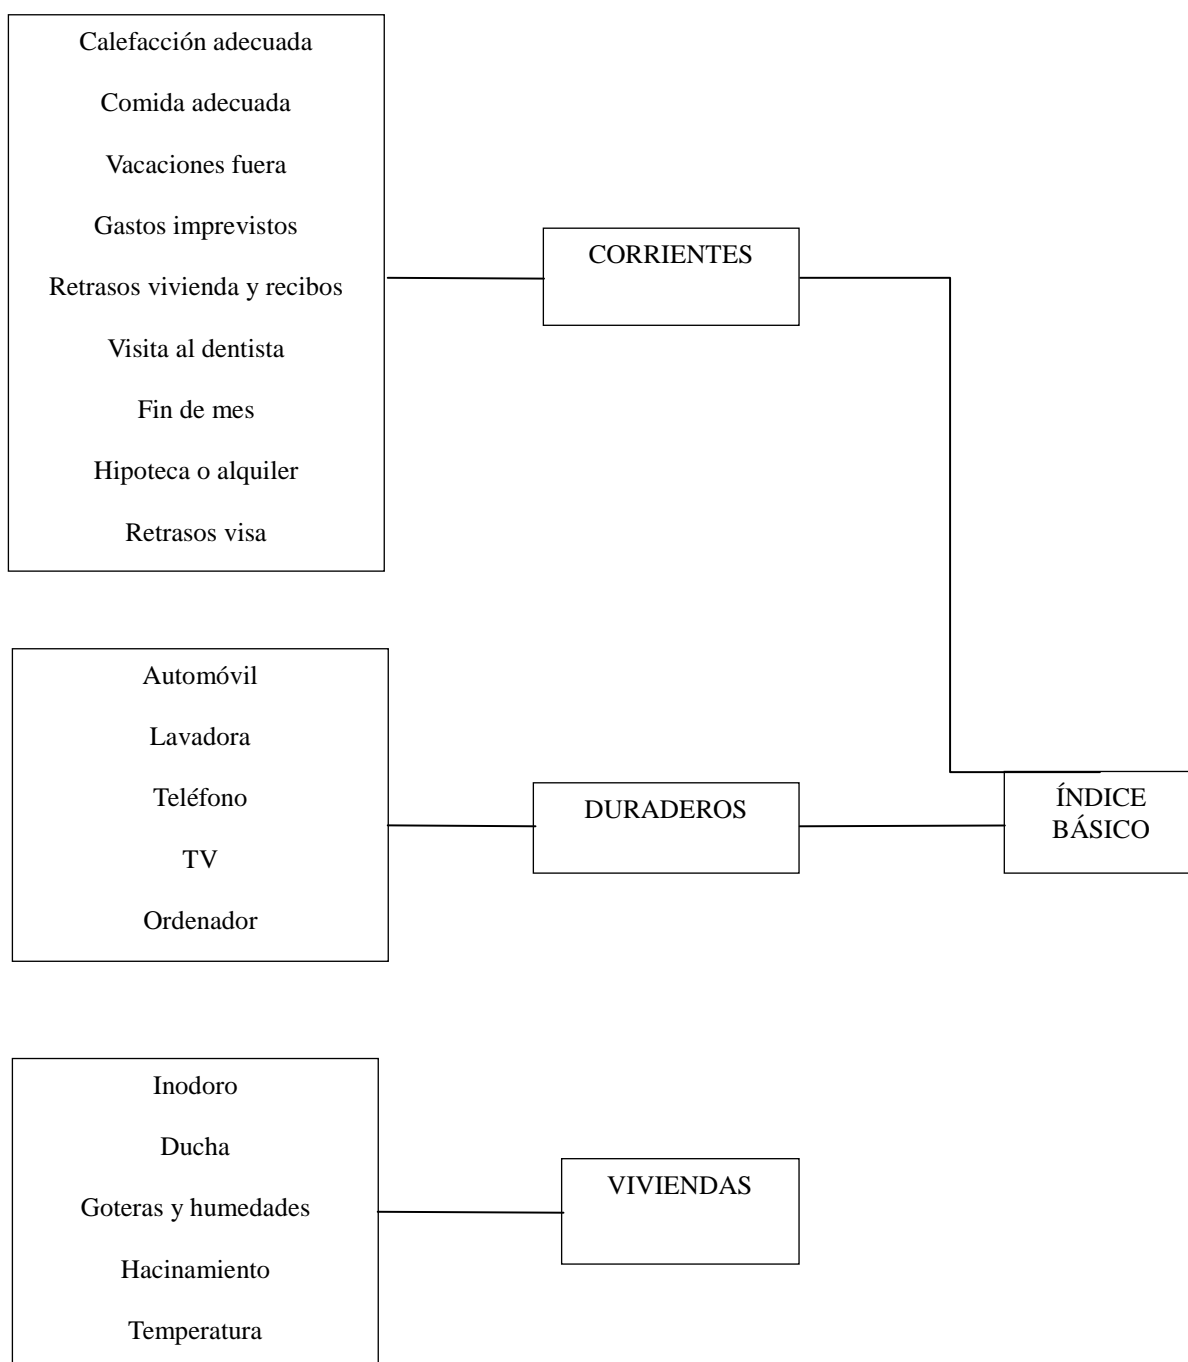 Calefacción adecuada
Comida adecuada
Vacaciones fuera
Gastos imprevistos
Retrasos vivienda y recibos
Visita al dentista
Fin de mes
Hipoteca o alquiler
Retrasos visa
CORRIENTES
Automóvil
Lavadora
Teléfono
TV
Ordenador
DURADEROS
ÍNDICE
BÁSICO
Inodoro
Ducha
Goteras y humedades
Hacinamiento
Temperatura
VIVIENDAS